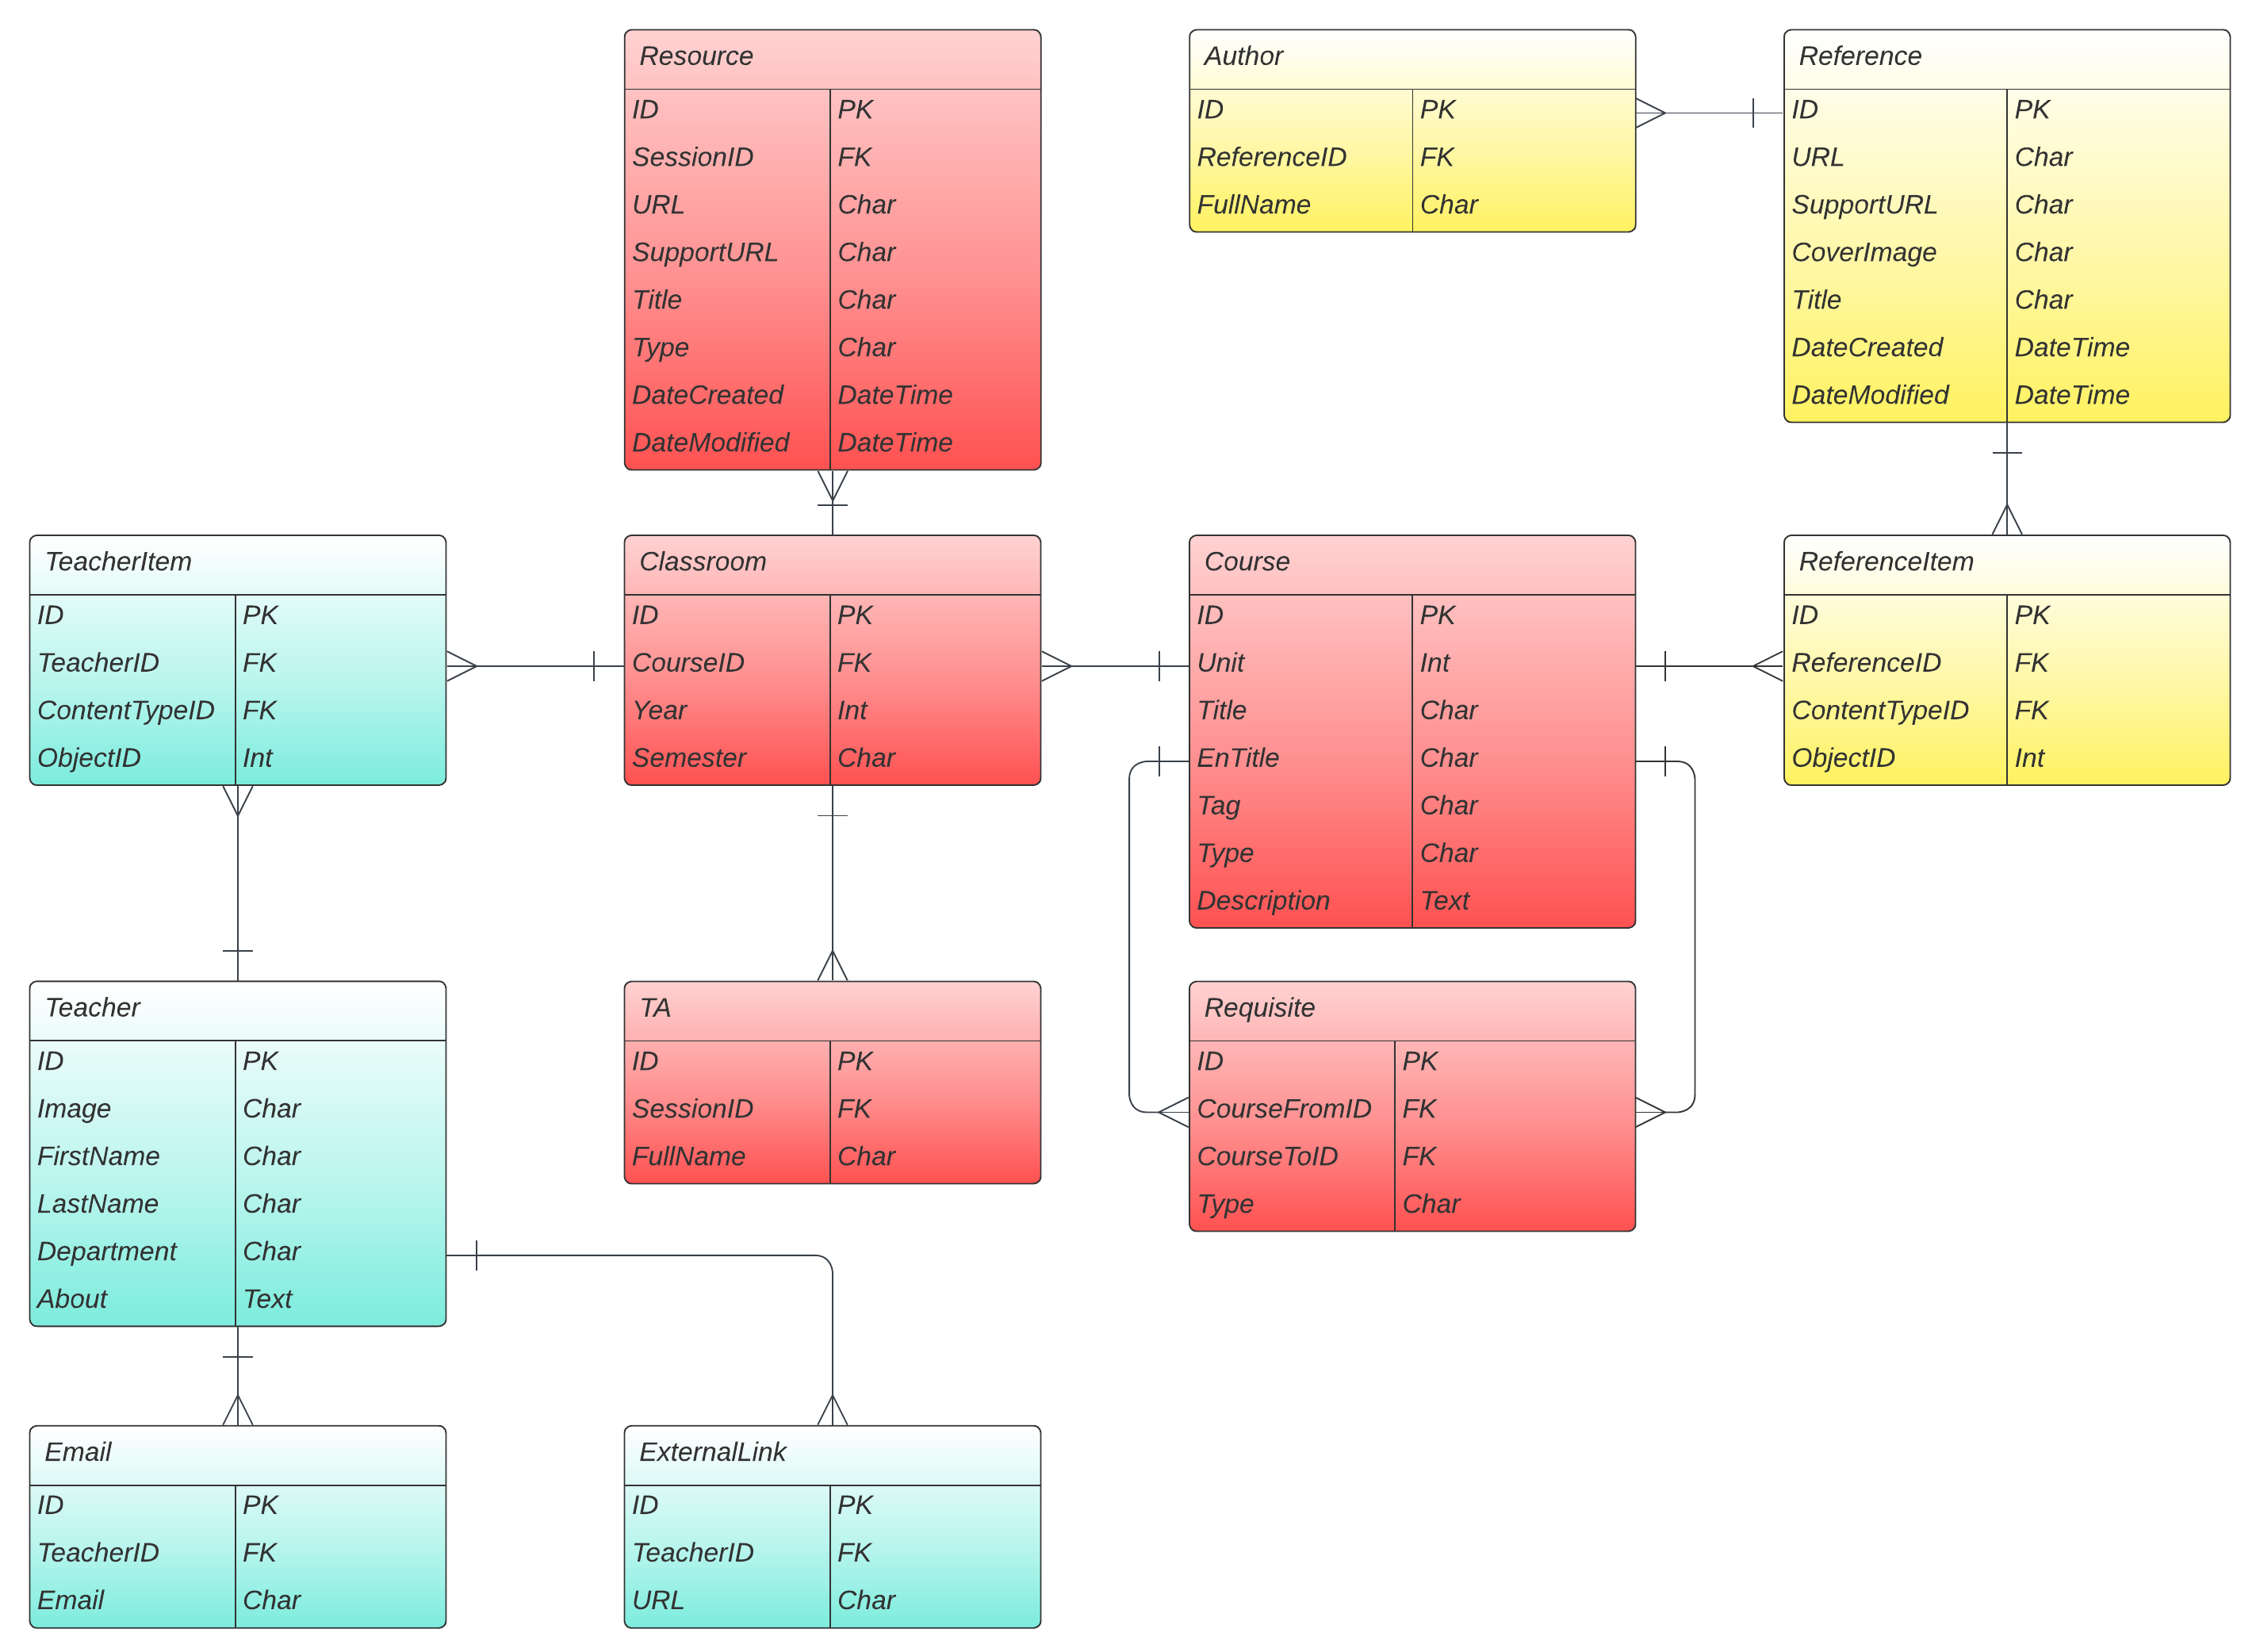 Resource
ID PK
SessionID FK
URL Char
SupportURL Char
Title Char
Type Char
DateCreated DateTime
DateModified DateTime
Author
ID PK
ReferenceID FK
FullName Char
Reference
ID PK
URL Char
SupportURL Char
CoverImage Char
Title Char
DateCreated DateTime
DateModified DateTime
TeacherItem
ID PK
TeacherID FK
ContentTypeID FK
ObjectID Int
Classroom
ID PK
CourseID FK
Year Int
Semester Char
Course
ID PK
Unit Int
Title Char
EnTitle Char
Tag Char
Type Char
Description Text
ReferenceItem
ID PK
ReferenceID FK
ContentTypeID FK
ObjectID Int
Teacher
ID PK
Image Char
FirstName Char
LastName Char
Department Char
About Text
TA
ID PK
SessionID FK
FullName Char
Requisite
ID PK
CourseFromID FK
CourseToID FK
Type Char
Email
ID PK
TeacherID FK
Email Char
ExternalLink
ID PK
TeacherID FK
URL Char